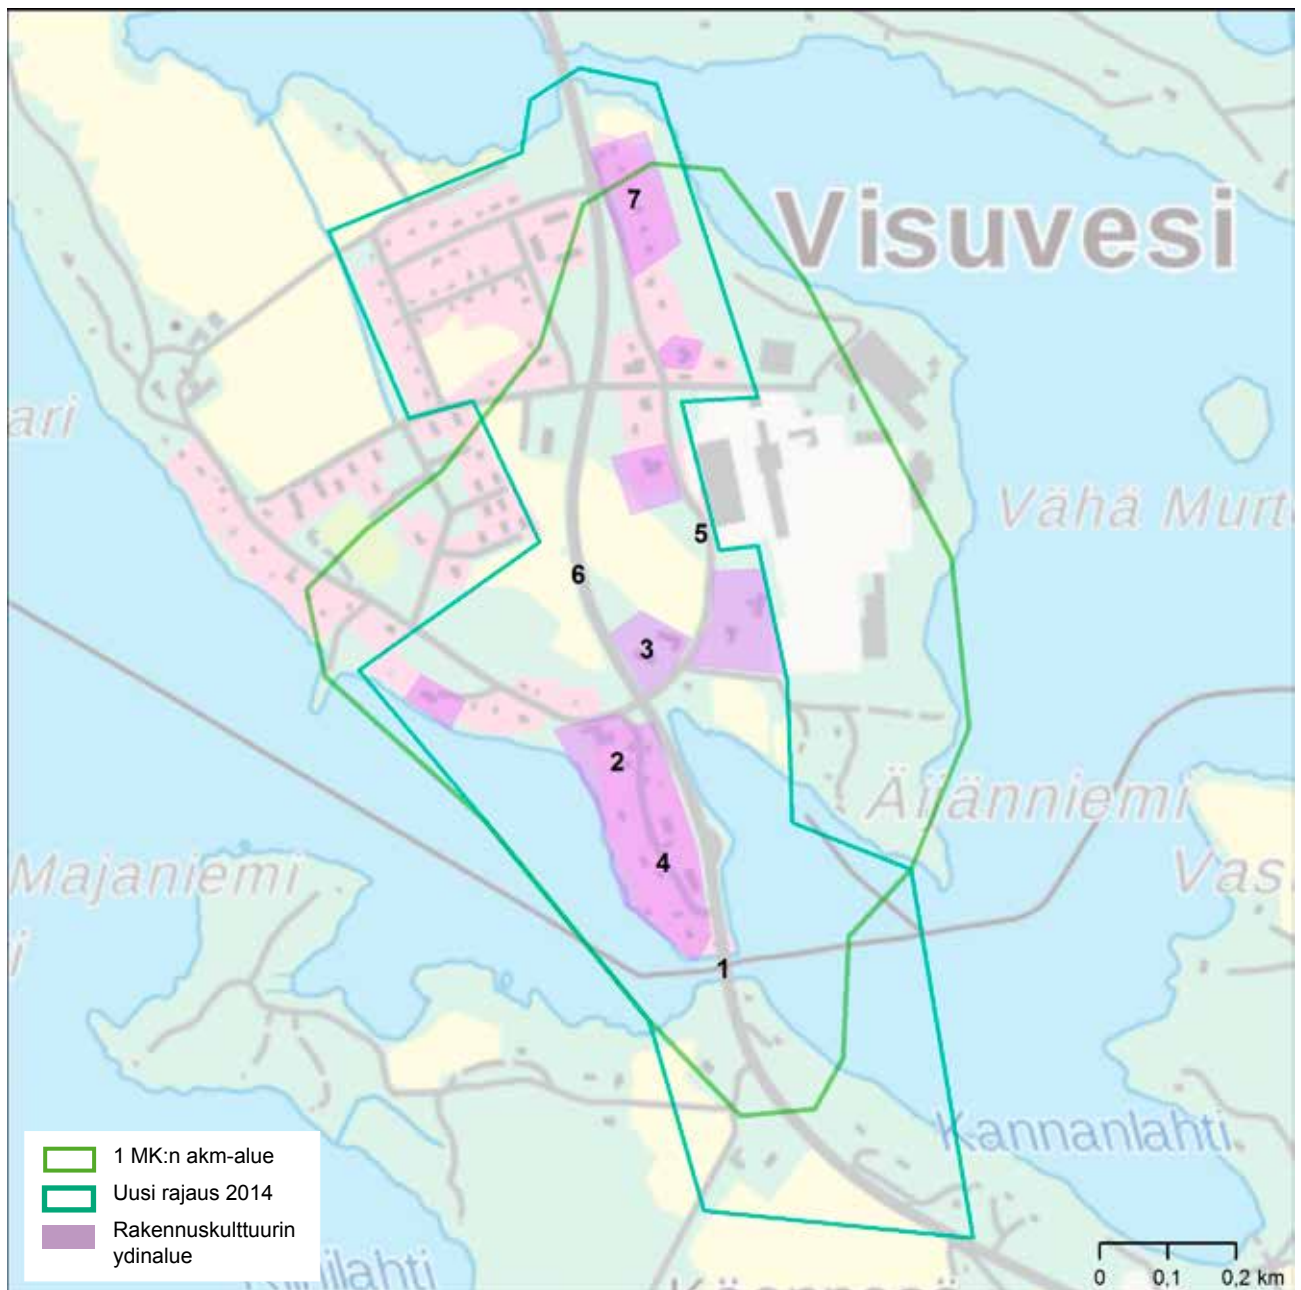 7
Visuvesi
ari
Vähä Murt
5
6
3
2
4
Äijänniemi
Majaniemi
Vas
1
Kannanlahti
1 MK:n akm-alue
Uusi rajaus 2014
Rakennuskulttuurin
ydinalue
0 0,1 0,2 km